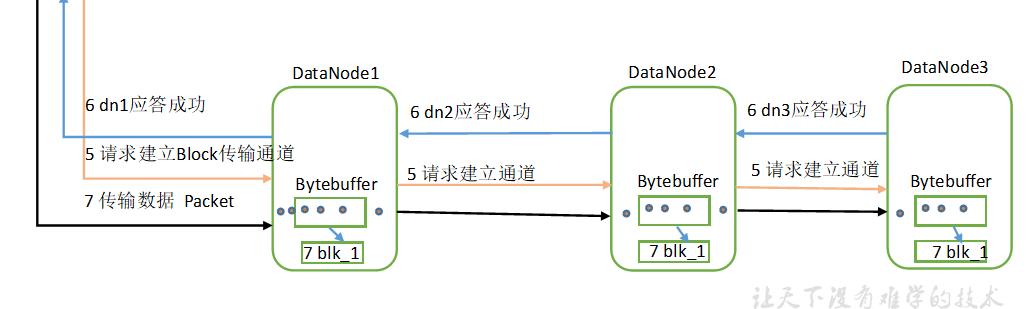 DataNode1
DataNode2
DataNode3
6 dn1应答成功
6 dn2应答成功
6 dn3应答成功
5 请求建立Block传输通道
5 请求建立通道
5 请求建立通道
7 传输数据 Packet
Bytebuffer
Bytebuffer
Bytebuffer
7 blk_1
7 blk_1
7 blk_1
让天下没有难学的技术